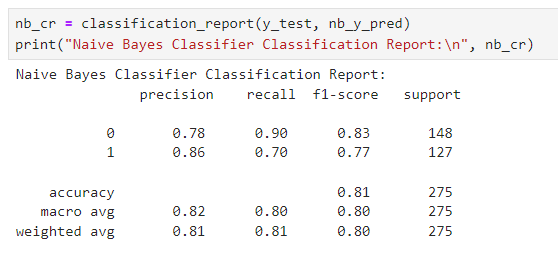 nb_cr = classification_report(y_test, nb_y_pred)
print("Naive Bayes Classifier Classification Report:\n", nb_cr)
Naive Bayes Classifier Classification Report:
precision recall f1-score support
0 0.78 0.90 0.83 148
1 0.86 0.70 0.77 127
accuracy 0.81 275
macro avg 0.82 0.80 0.80 275
weighted avg 0.81 0.81 0.80 275